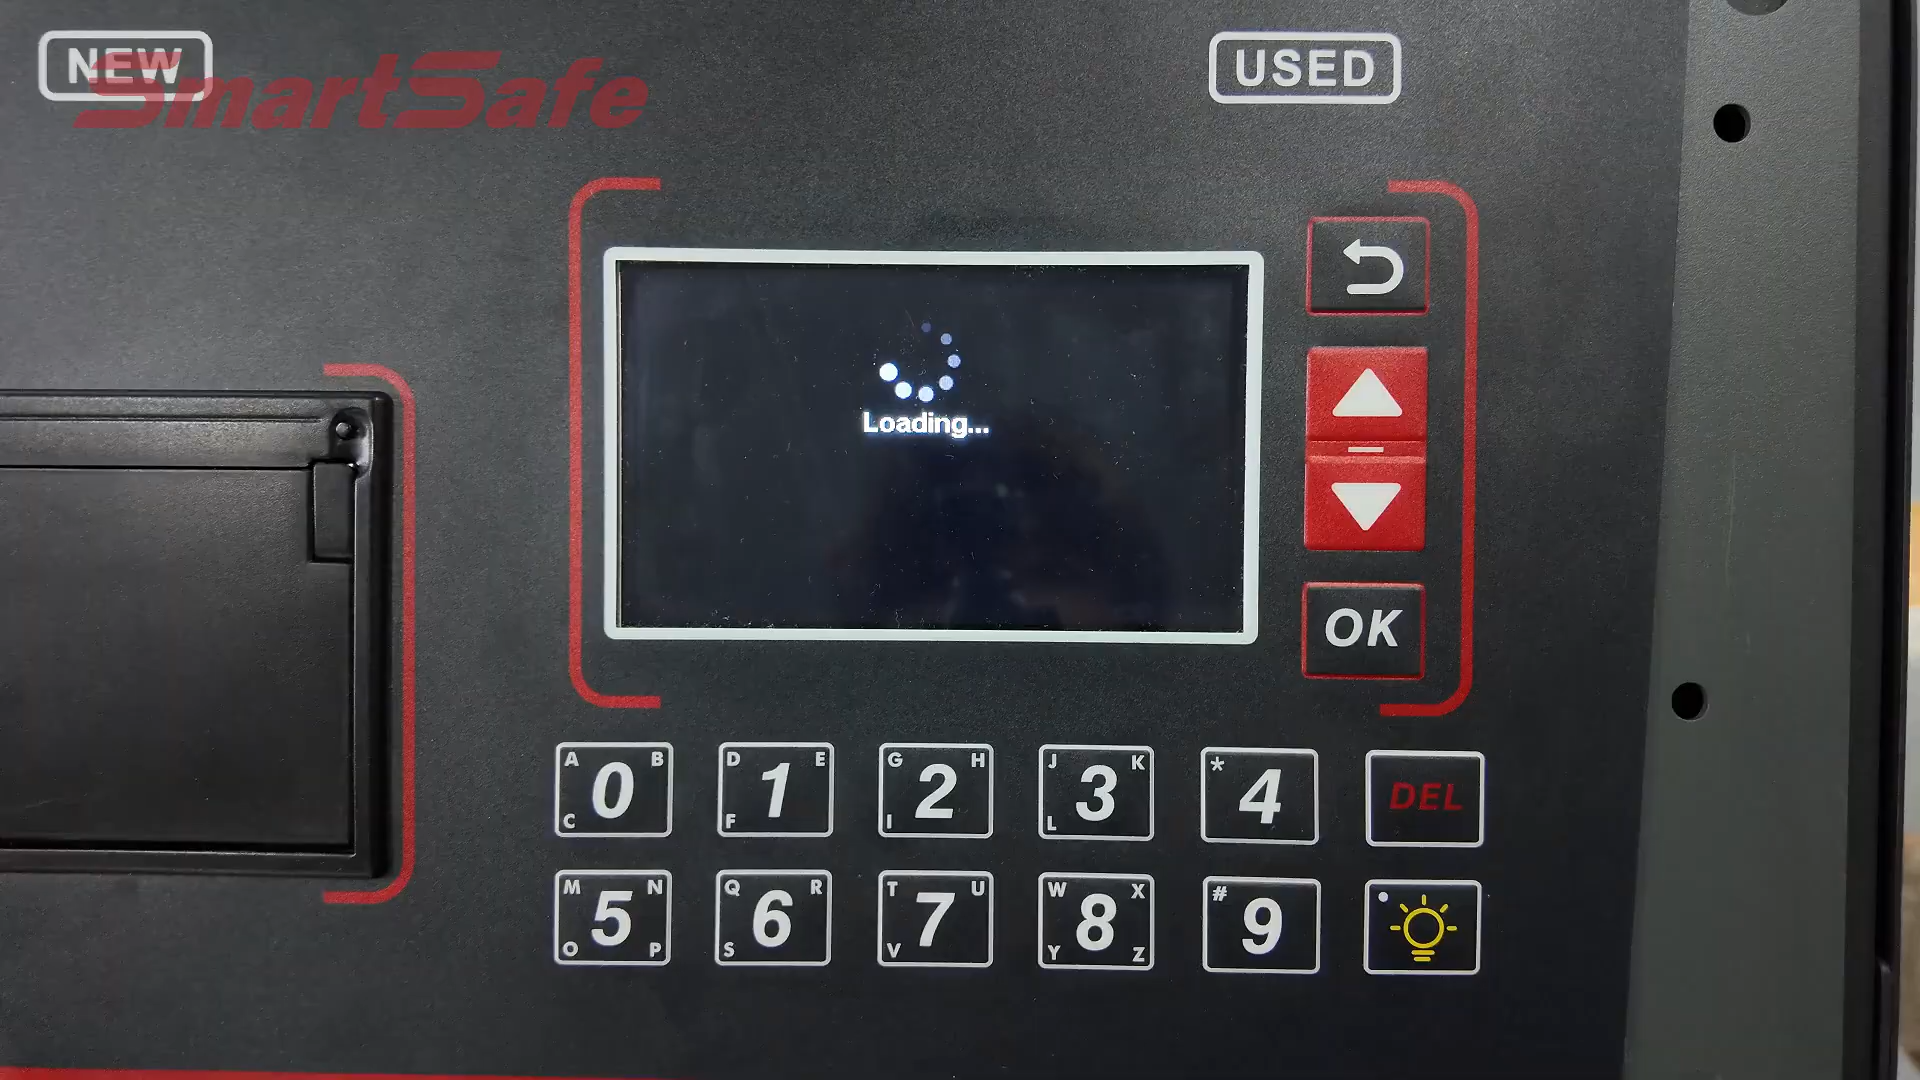 NEW
SmartSafe
USED
Loading...
OK
A B 0 C
D E 1 F
G H 2 I
J K 3 L
* 4
DEL
M N 5 O P
Q R 6 S
T U 7 V
W X 8 Y Z
# 9